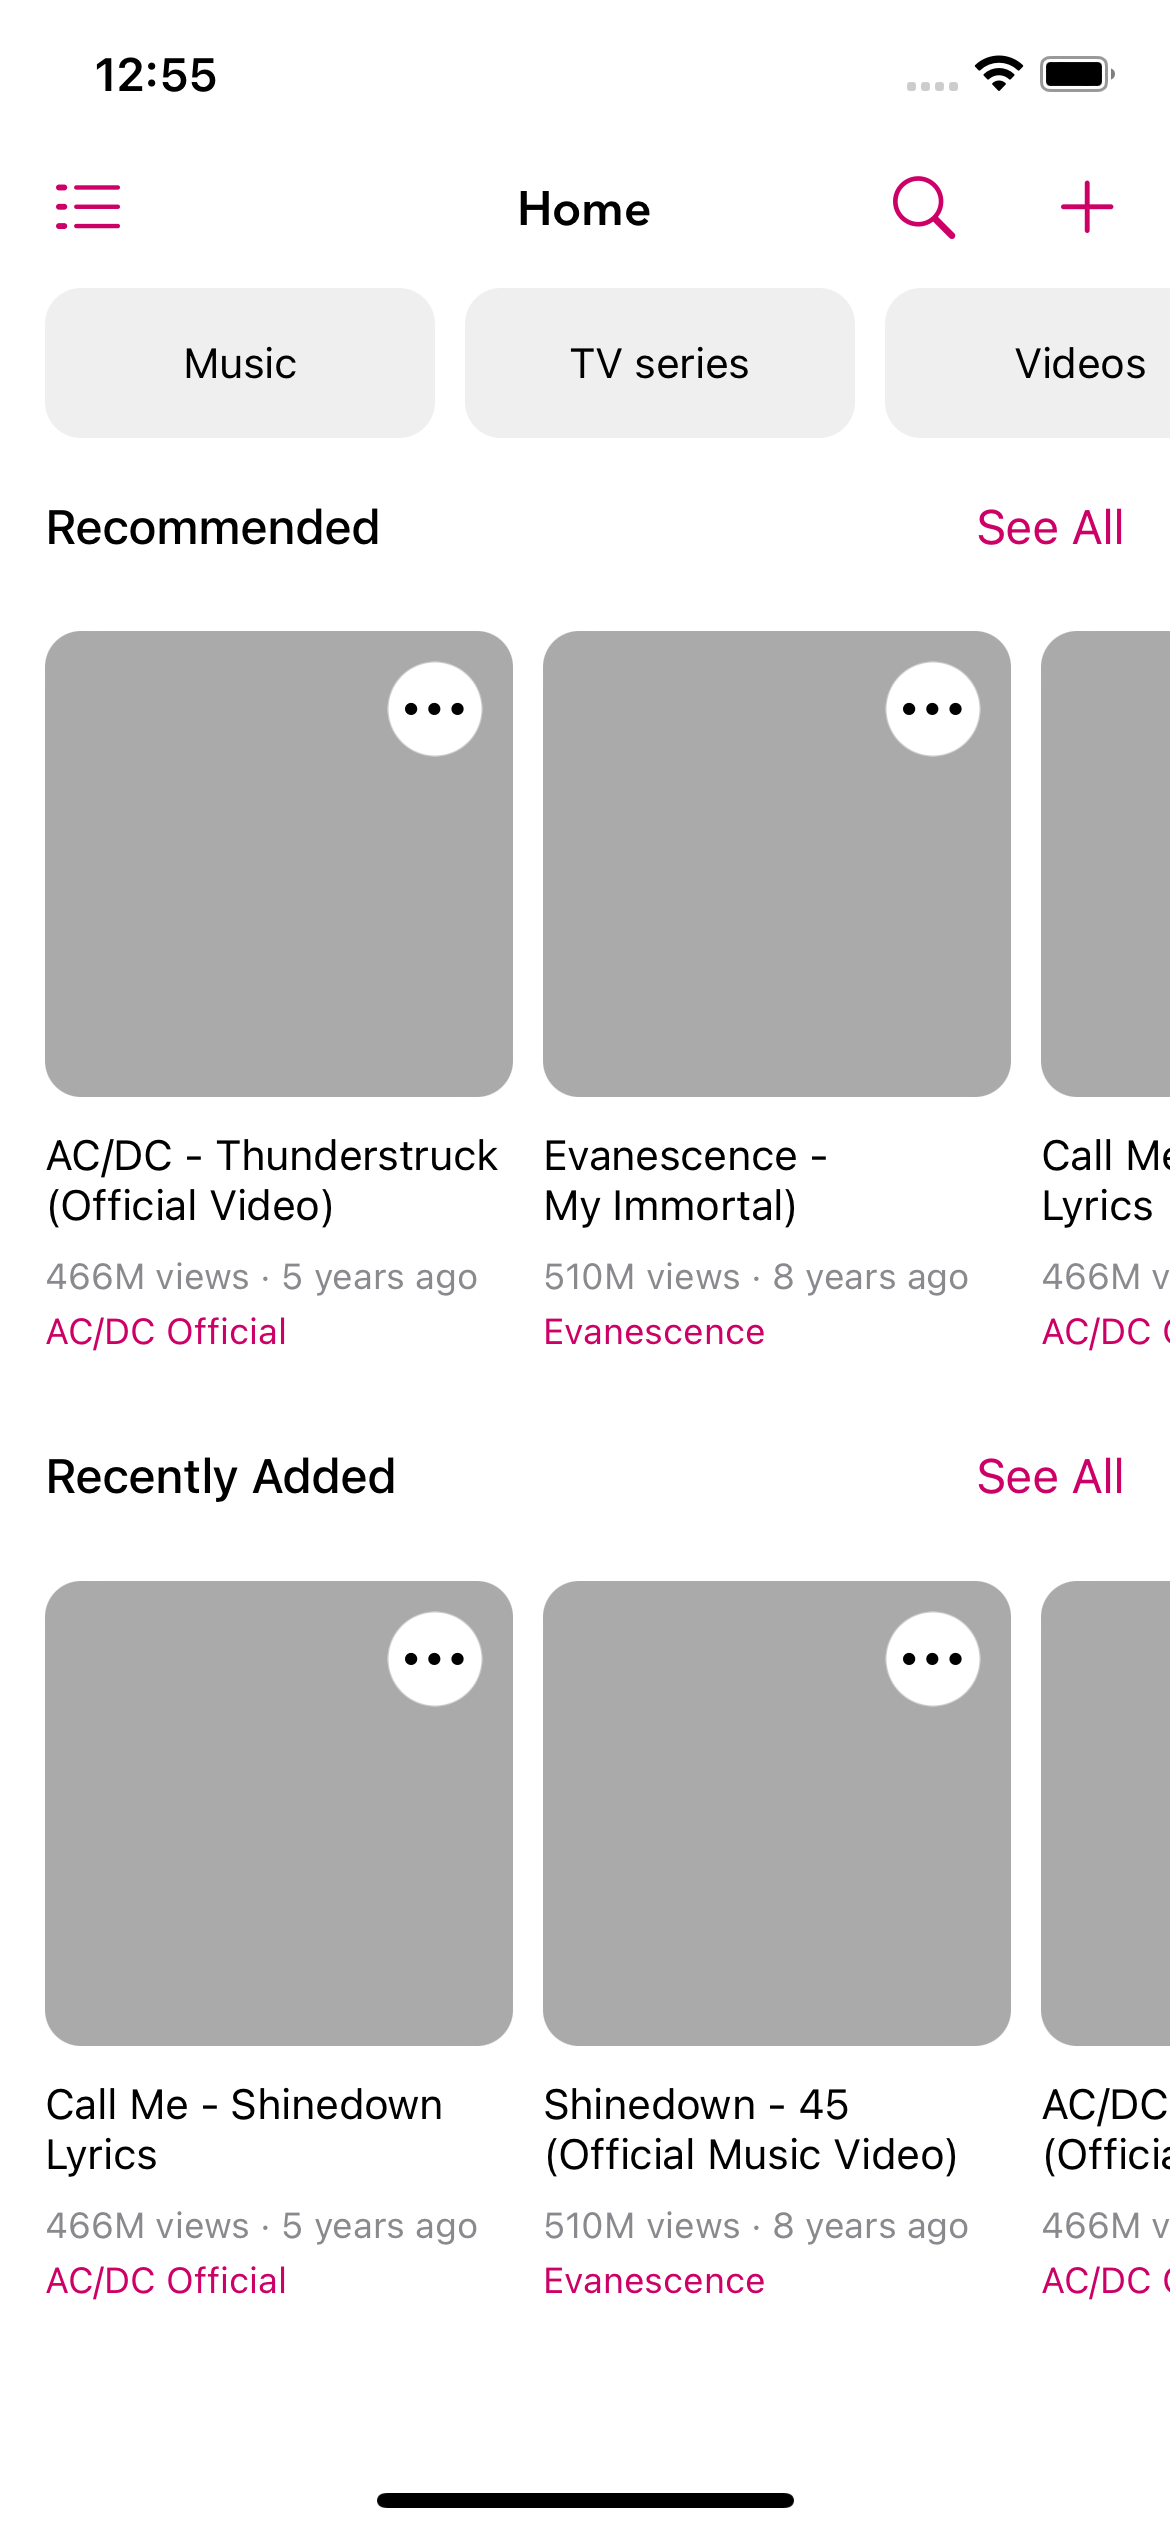 12:55
Home
Music
TV series
Videos
Recommended
See All
AC/DC - Thunderstruck
(Official Video)
466M views · 5 years ago
AC/DC Official
Evanescence -
My Immortal)
510M views · 8 years ago
Evanescence
Call Me
Lyrics
466M v
AC/DC
Recently Added
See All
Call Me - Shinedown
Lyrics
466M views · 5 years ago
AC/DC Official
Shinedown - 45
(Official Music Video)
510M views · 8 years ago
Evanescence
AC/DC
(Officia
466M v
AC/DC